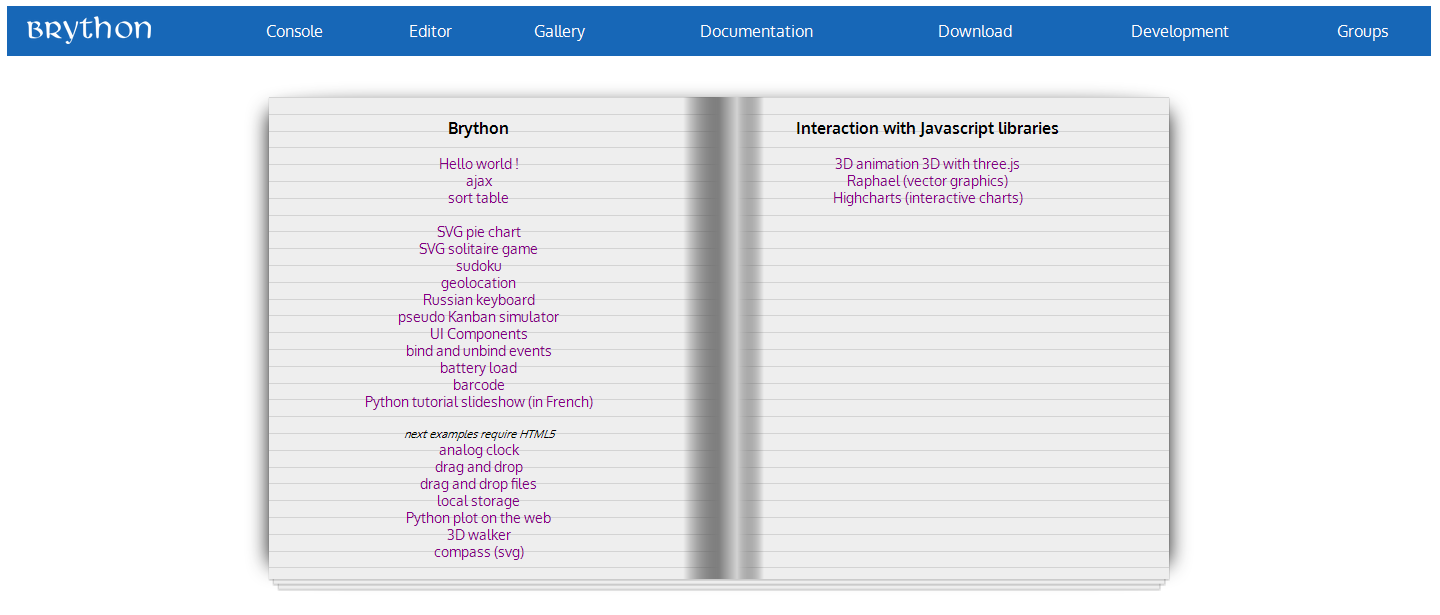 Brython
Console
Editor
Gallery
Documentation
Download
Development
Groups
Brython
Hello world !
ajax
sort table
SVG pie chart
SVG solitaire game
sudoku
geolocation
Russian keyboard
pseudo Kanban simulator
UI Components
bind and unbind events
battery load
barcode
Python tutorial slideshow (in French)
next examples require HTML5
analog clock
drag and drop
drag and drop files
local storage
Python plot on the web
3D walker
compass (svg)
Interaction with Javascript libraries
3D animation 3D with three.js
Raphael (vector graphics)
Highcharts (interactive charts)